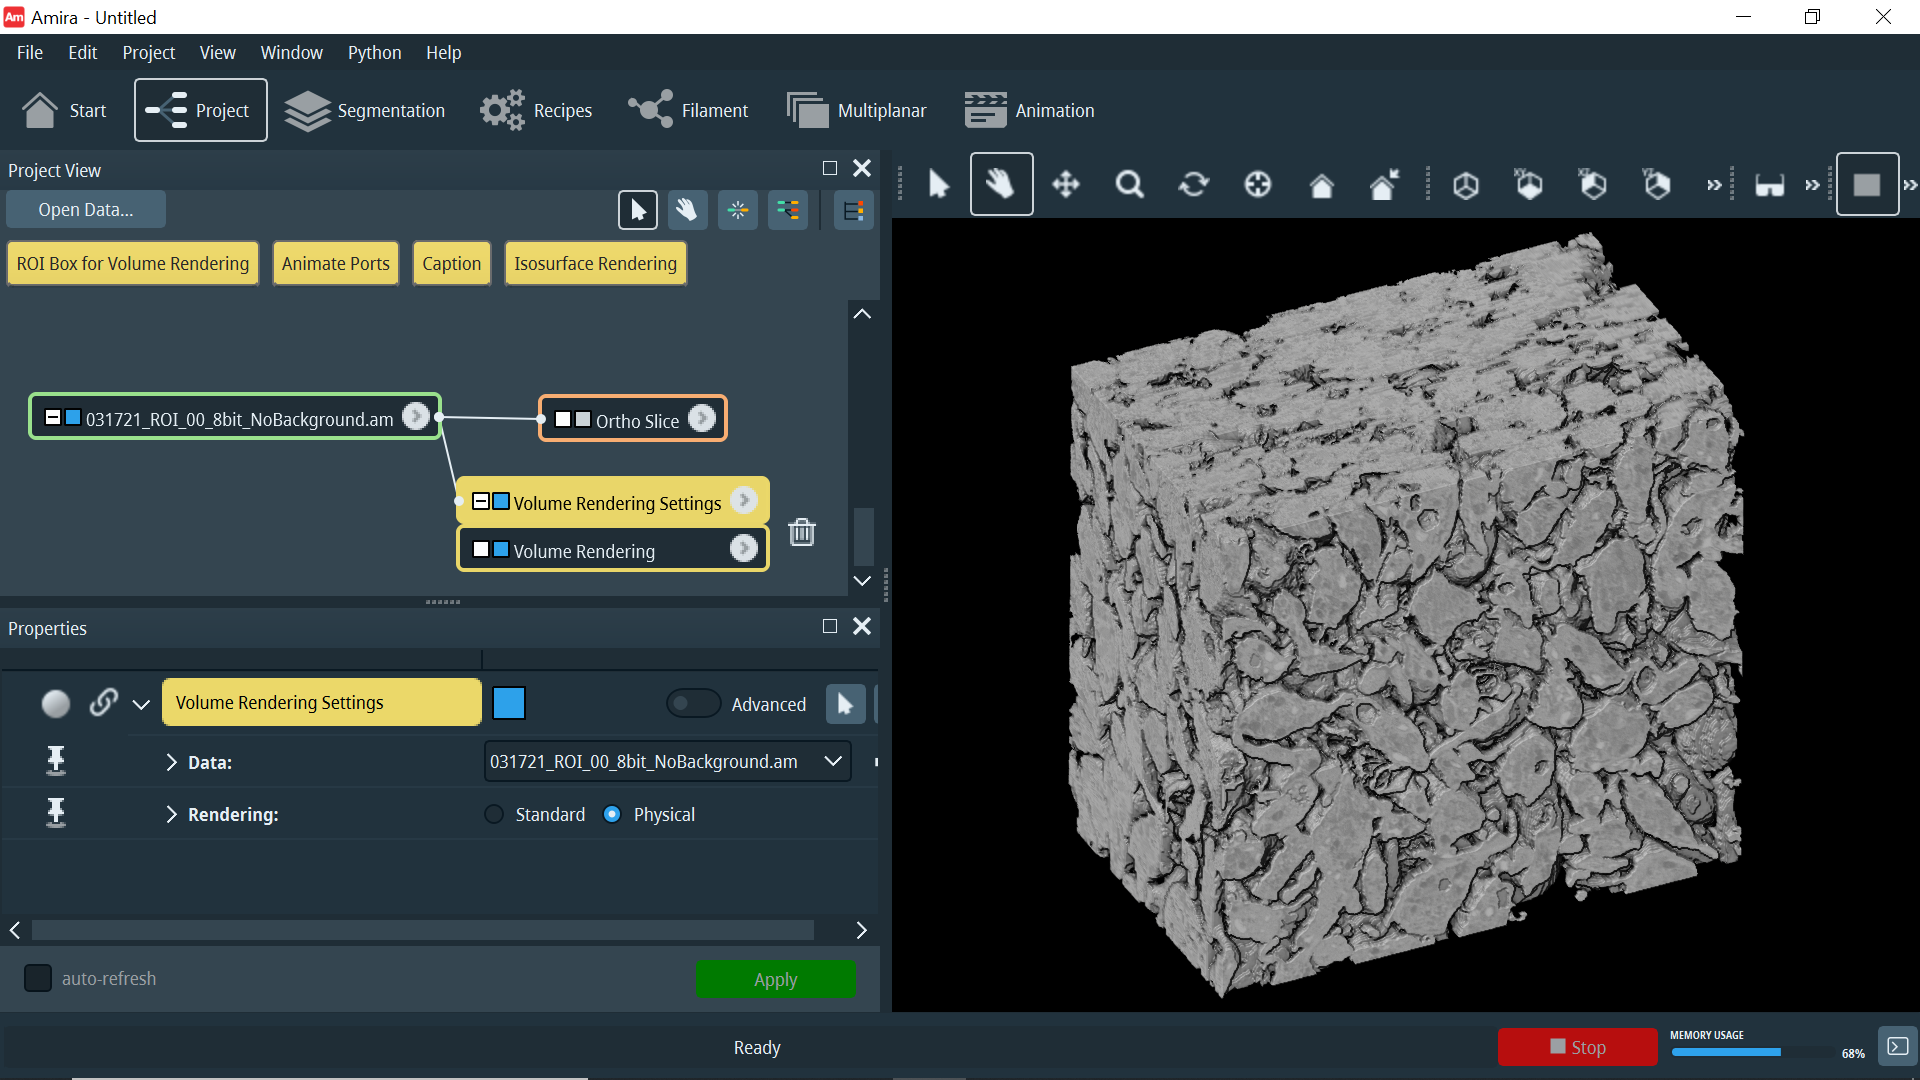 Am Amira - Untitled
File Edit Project View Window Python Help
Start Project Segmentation Recipes Filament Multiplanar Animation
Project View
Open Data...
XY XZ YZ
ROI Box for Volume Rendering Animate Ports Caption Isosurface Rendering
031721_ROI_00_8bit_NoBackground.am Ortho Slice
Volume Rendering Settings
Volume Rendering
Properties
Volume Rendering Settings Advanced
Data: 031721_ROI_00_8bit_NoBackground.am
Rendering: Standard Physical
auto-refresh Apply
Ready Stop MEMORY USAGE 68%